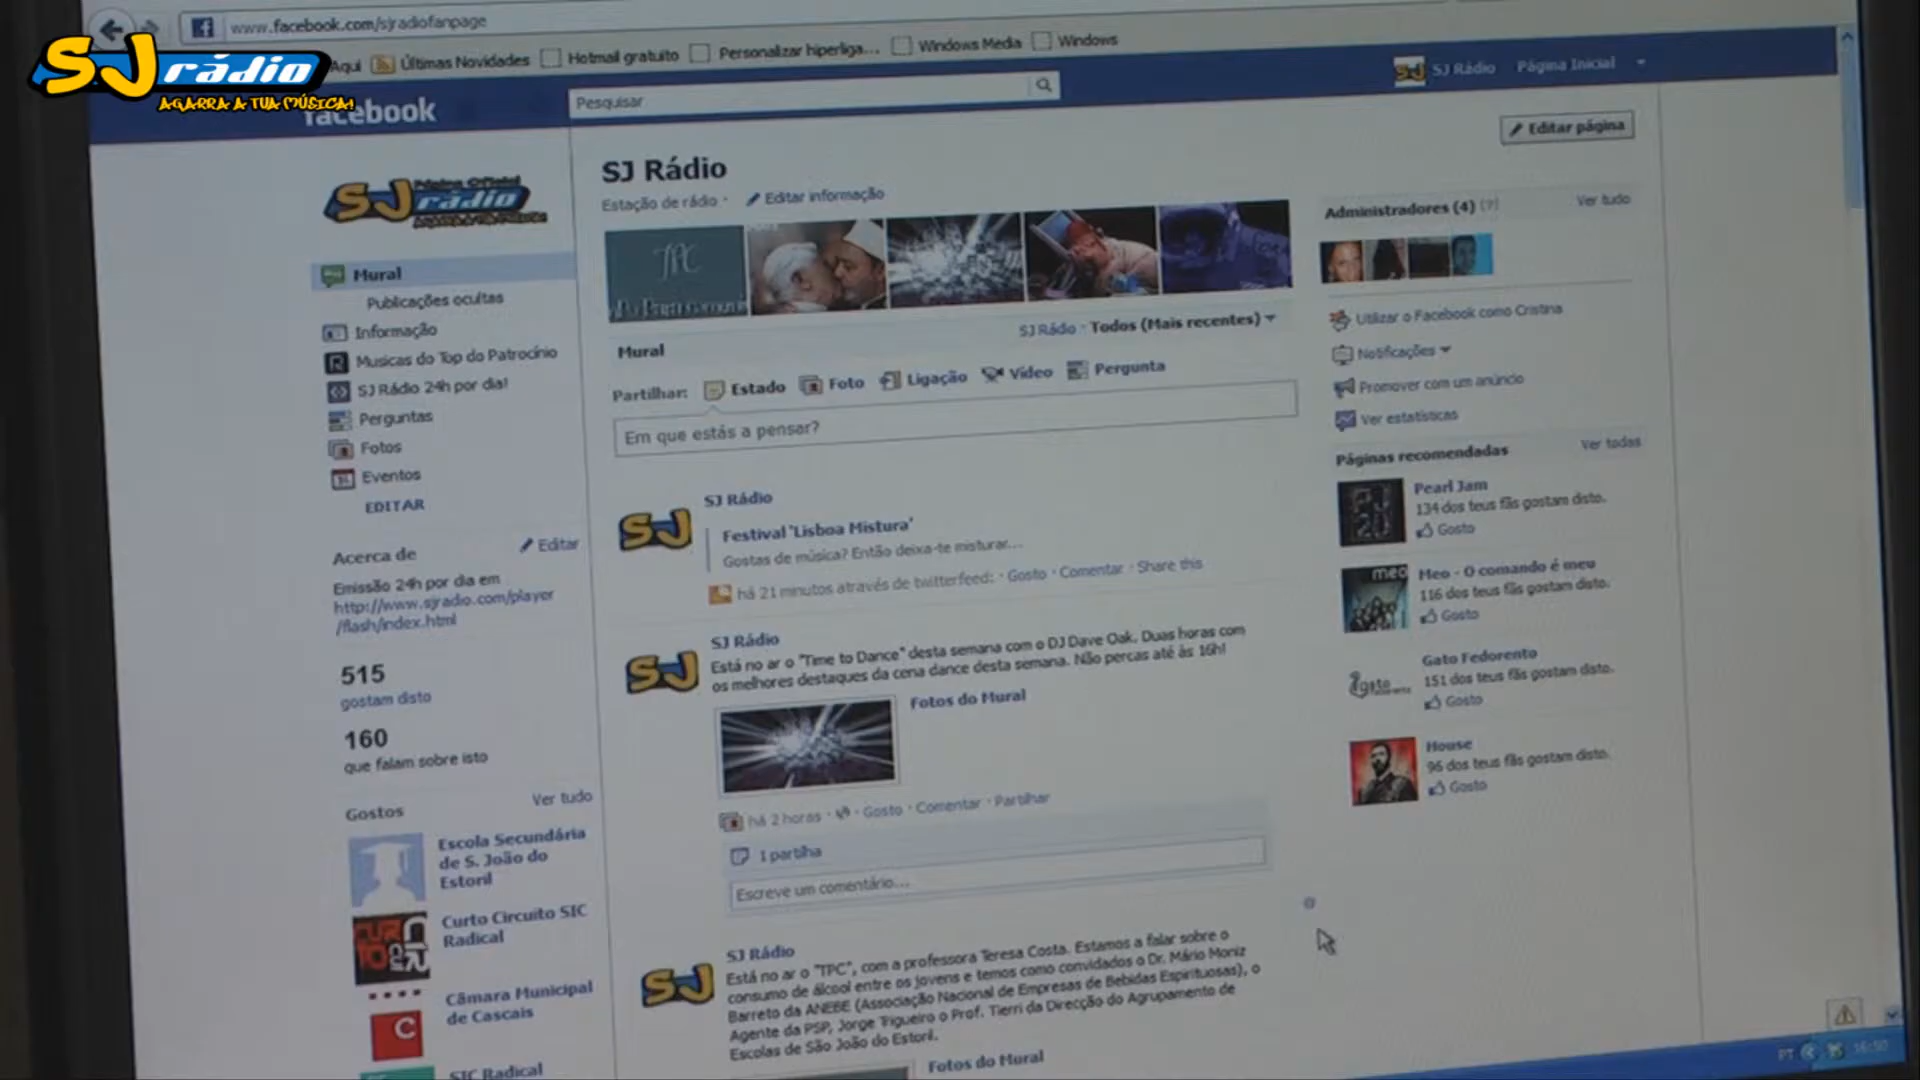 www.facebook.com/sjradiofanpage
SJ rádio
AGARRA A TUA MÚSICA!
Aqui
Últimas Novidades
Hotmail gratuito
Personalizar hiperliga...
Windows Media
Windows
facebook
Pesquisar
SJ Rádio
Página Inicial
SJ rádio
Mural
Publicações ocultas
Informação
Musicas do Top do Patrocínio
SJ Rádio 24h por dia!
Perguntas
Fotos
Eventos
EDITAR
Acerca de
Editar
Emissão 24h por dia em
http://www.sjradio.com/player
/flash/index.html
515
gostam disto
160
que falam sobre isto
Gostos
Ver tudo
Escola Secundária
de S. João do
Estoril
Curto Circuito SIC
Radical
Câmara Municipal
de Cascais
SIC Radical
SJ Rádio
Estação de rádio ·
Editar informação
Mural
SJ Rádio · Todos (Mais recentes)
Partilhar:
Estado
Foto
Ligação
Vídeo
Pergunta
Em que estás a pensar?
SJ
SJ Rádio
Festival 'Lisboa Mistura'
Gostas de música? Então deixa-te misturar...
há 21 minutos através de twitterfeed: · Gosto · Comentar · Share this
SJ
SJ Rádio
Está no ar o "Time to Dance" desta semana com o DJ Dave Oak. Duas horas com
os melhores destaques da cena dance desta semana. Não percas até às 16h!
Fotos do Mural
há 2 horas · Gosto · Comentar · Partilhar
1 partilha
Escreve um comentário...
SJ
SJ Rádio
Está no ar o "TPC", com a professora Teresa Costa. Estamos a falar sobre o
consumo de álcool entre os jovens e temos como convidados o Dr. Mário Moniz
Barreto da ANEBE (Associação Nacional de Empresas de Bebidas Espirituosas), o
Agente da PSP, Jorge Trigueiro o Prof. Tierri da Direcção do Agrupamento de
Escolas de São João do Estoril.
Fotos do Mural
Editar página
Administradores (4) (?)
Ver tudo
Utilizar o Facebook como Cristina
Notificações
Promover com um anúncio
Ver estatísticas
Páginas recomendadas
Ver todas
Pearl Jam
134 dos teus fãs gostam disto.
Gosto
meo
Meo - O comando é meu
116 dos teus fãs gostam disto.
Gosto
Gato Fedorento
151 dos teus fãs gostam disto.
Gosto
House
96 dos teus fãs gostam disto.
Gosto
PT